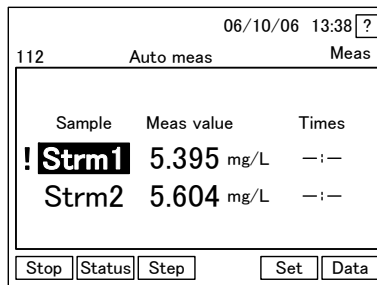 06/10/06 13:38 ?
112 Auto meas Meas
Sample Meas value Times
! Strm1 5.395 mg/L —:—
Strm2 5.604 mg/L —:—
Stop Status Step Set Data